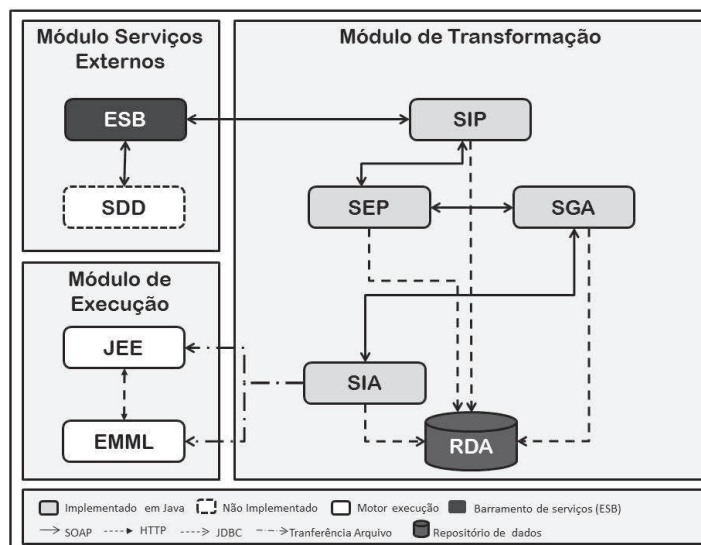 Módulo Serviços
Externos
Módulo de Transformação
ESB
SIP
SDD
SEP
SGA
Módulo de
Execução
JEE
SIA
EMML
RDA
Implementado em Java
Não Implementado
Motor execução
Barramento de serviços (ESB)
SOAP
HTTP
JDBC
Tranferência Arquivo
Repositório de dados